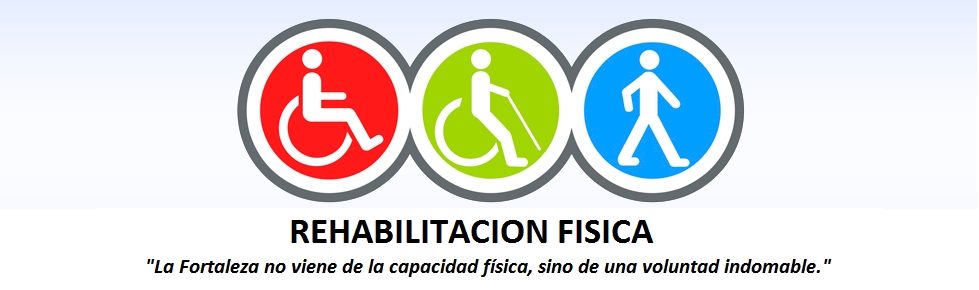 REHABILITACION FISICA
"La Fortaleza no viene de la capacidad física, sino de una voluntad indomable."